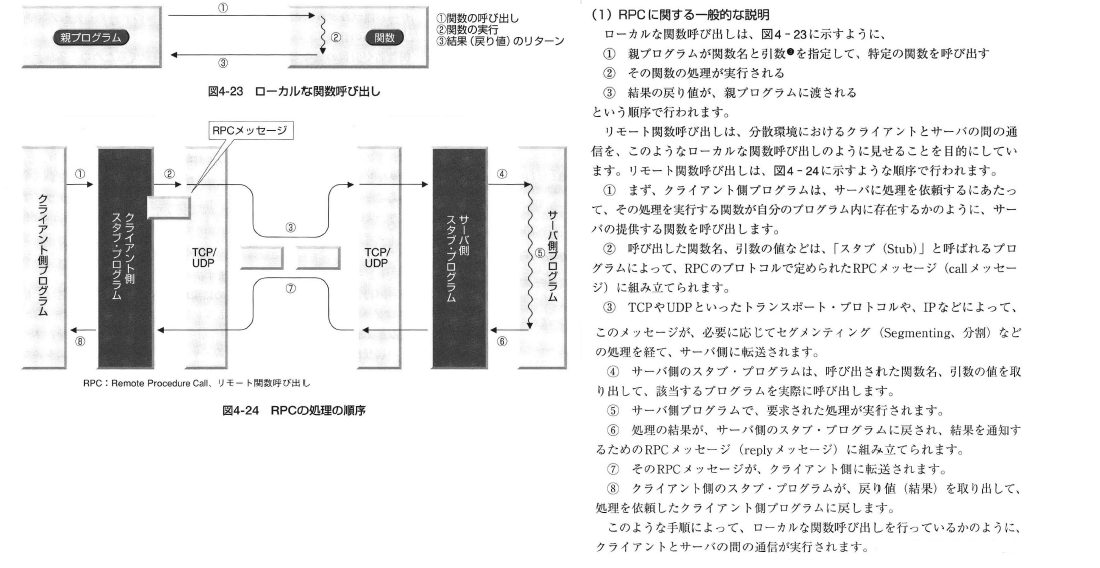 ①
②
③
親プログラム
関数
①関数の呼び出し
②関数の実行
③結果(戻り値)のリターン
図4-23 ローカルな関数呼び出し
RPCメッセージ
①
②
③
④
⑤
⑥
⑦
⑧
クライアント側プログラム
クライアント側
スタブ・プログラム
TCP/
UDP
TCP/
UDP
サーバ側
スタブ・プログラム
サーバ側プログラム
RPC:Remote Procedure Call、リモート関数呼び出し
図4-24 RPCの処理の順序
(1)RPCに関する一般的な説明
ローカルな関数呼び出しは、図4-23に示すように、
① 親プログラムが関数名と引数❸を指定して、特定の関数を呼び出す
② その関数の処理が実行される
③ 結果の戻り値が、親プログラムに渡される
という順序で行われます。
リモート関数呼び出しは、分散環境におけるクライアントとサーバの間の通
信を、このようなローカルな関数呼び出しのように見せることを目的にしてい
ます。リモート関数呼び出しは、図4-24に示すような順序で行われます。
① まず、クライアント側プログラムは、サーバに処理を依頼するにあたっ
て、その処理を実行する関数が自分のプログラム内に存在するかのように、サー
バの提供する関数を呼び出します。
② 呼び出した関数名、引数の値などは、「スタブ(Stub)」と呼ばれるプロ
グラムによって、RPCのプロトコルで定められたRPCメッセージ(callメッセー
ジ)に組み立てられます。
③ TCPやUDPといったトランスポート・プロトコルや、IPなどによって、
このメッセージが、必要に応じてセグメンティング(Segmenting、分割)など
の処理を経て、サーバ側に転送されます。
④ サーバ側のスタブ・プログラムは、呼び出された関数名、引数の値を取
り出して、該当するプログラムを実際に呼び出します。
⑤ サーバ側プログラムで、要求された処理が実行されます。
⑥ 処理の結果が、サーバ側のスタブ・プログラムに戻され、結果を通知す
るためのRPCメッセージ(replyメッセージ)に組み立てられます。
⑦ そのRPCメッセージが、クライアント側に転送されます。
⑧ クライアント側のスタブ・プログラムが、戻り値(結果)を取り出して、
処理を依頼したクライアント側プログラムに戻します。
このような手順によって、ローカルな関数呼び出しを行っているかのように、
クライアントとサーバの間の通信が実行されます。